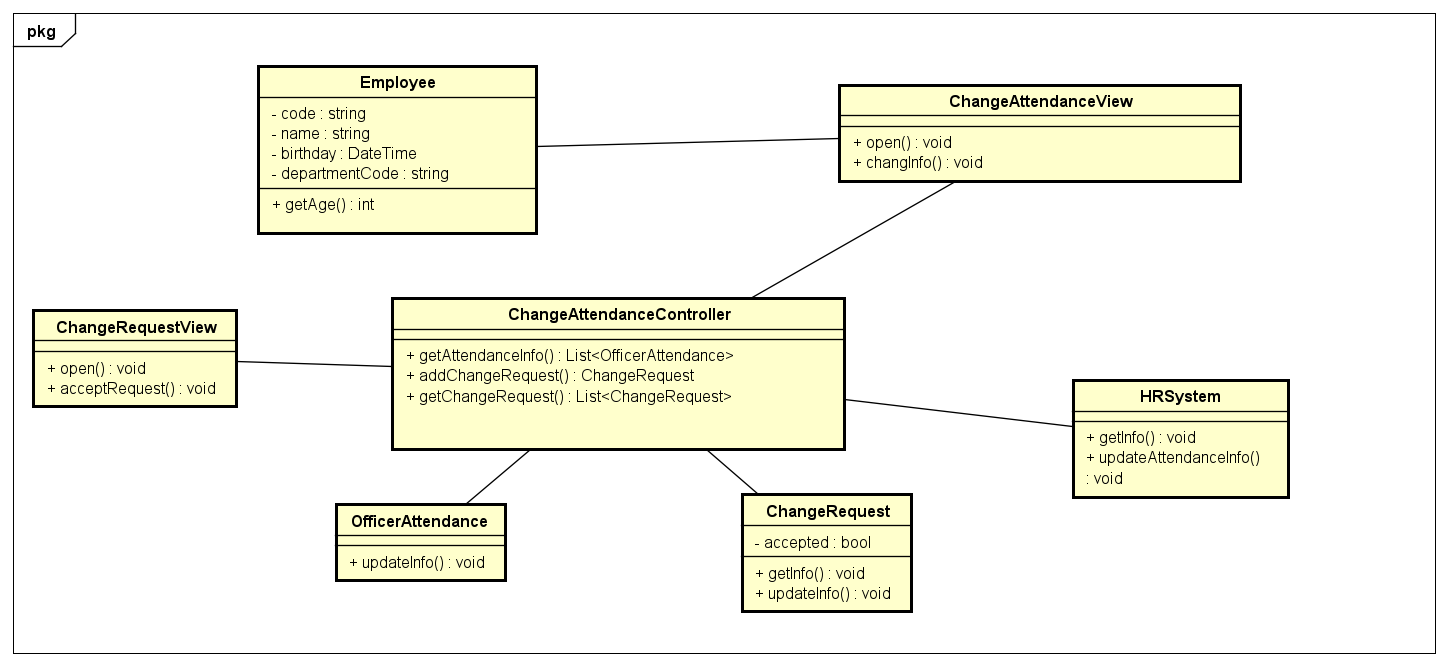 pkg
Employee
- code : string
- name : string
- birthday : DateTime
- departmentCode : string
+ getAge() : int
ChangeAttendanceView
+ open() : void
+ changInfo() : void
ChangeRequestView
+ open() : void
+ acceptRequest() : void
ChangeAttendanceController
+ getAttendanceInfo() : List<OfficerAttendance>
+ addChangeRequest() : ChangeRequest
+ getChangeRequest() : List<ChangeRequest>
HRSystem
+ getInfo() : void
+ updateAttendanceInfo()
: void
OfficerAttendance
+ updateInfo() : void
ChangeRequest
- accepted : bool
+ getInfo() : void
+ updateInfo() : void